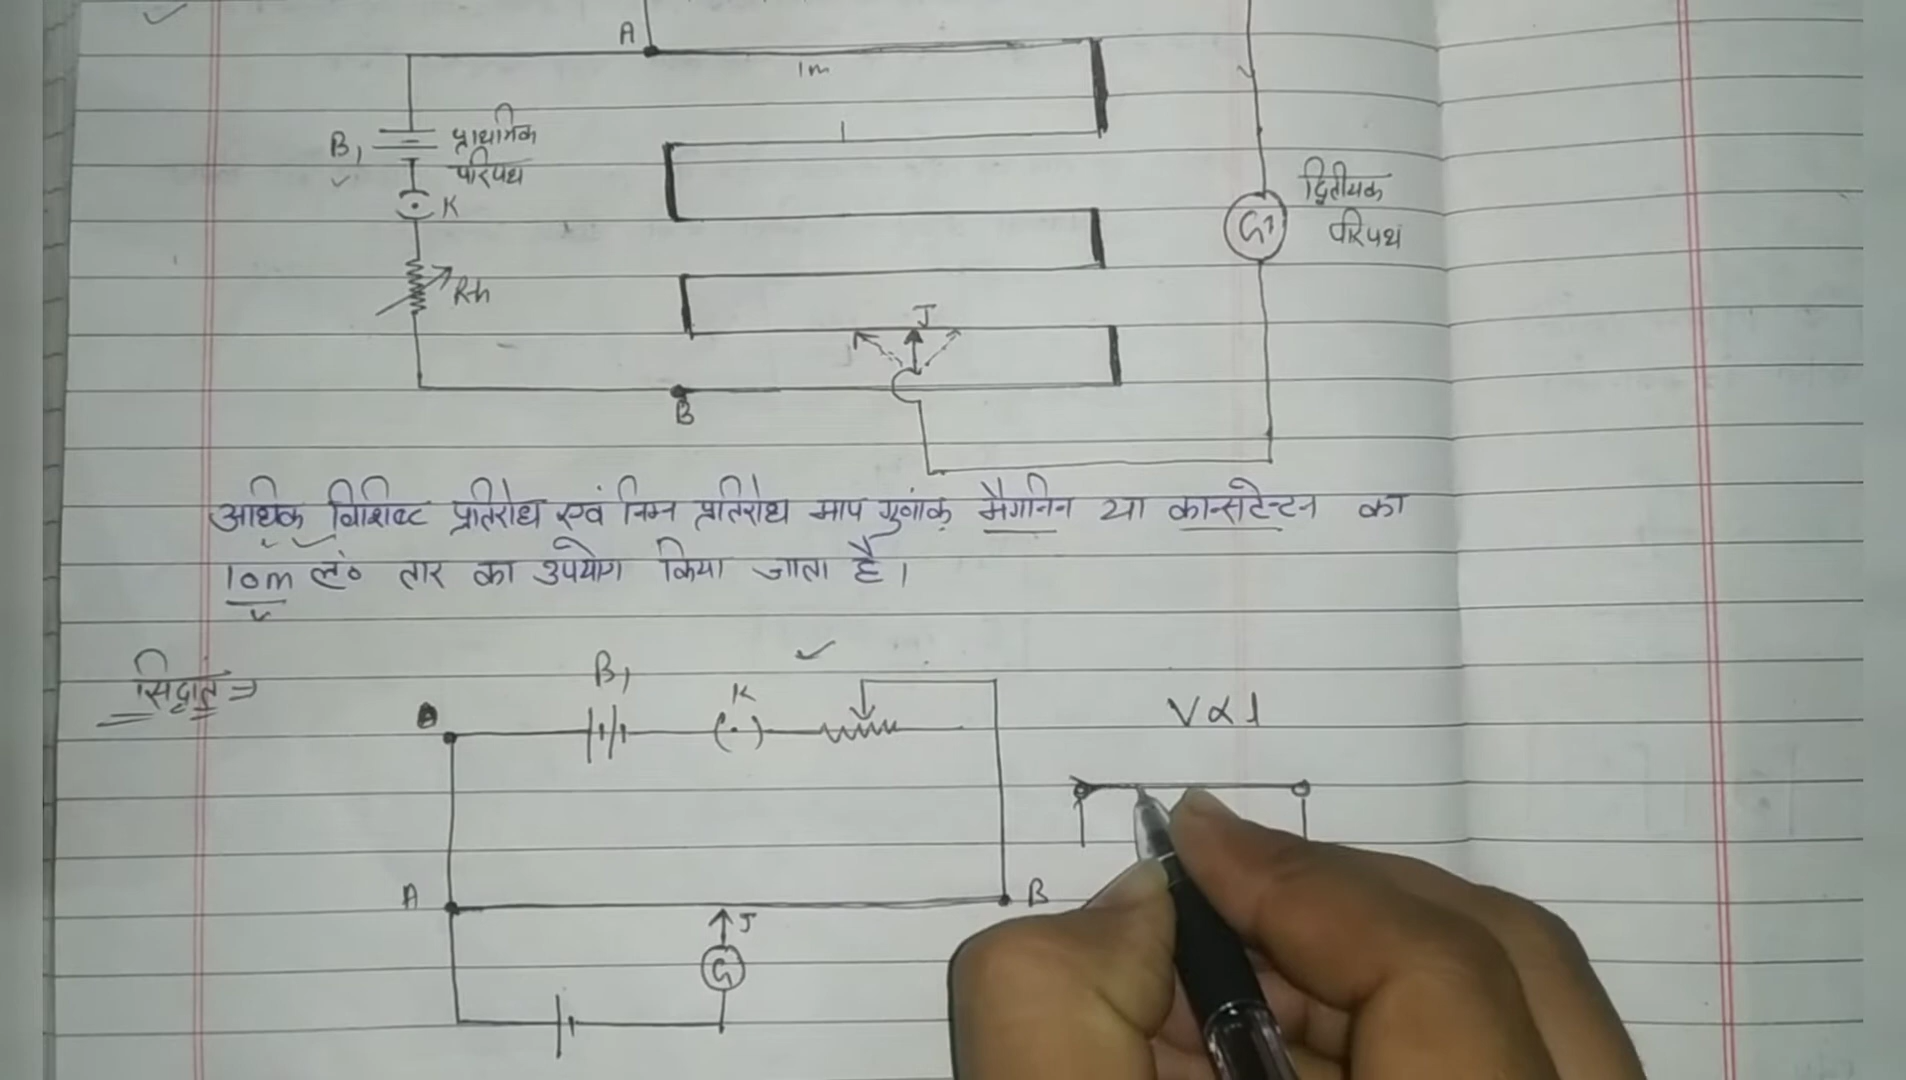 A
1m
B1
प्राथमिक
परिपथ
K
Rh
द्वितीयक
परिपथ
G
J
B
अधिक विशिष्ट प्रतिरोध एवं निम्न प्रतिरोध माप गुणांक मैगनिन या कान्सटेन्टन का
10m लं० तार का उपयोग किया जाता है।
सिद्धांत ⇒
B1
K
V ∝ l
A
B
J
G